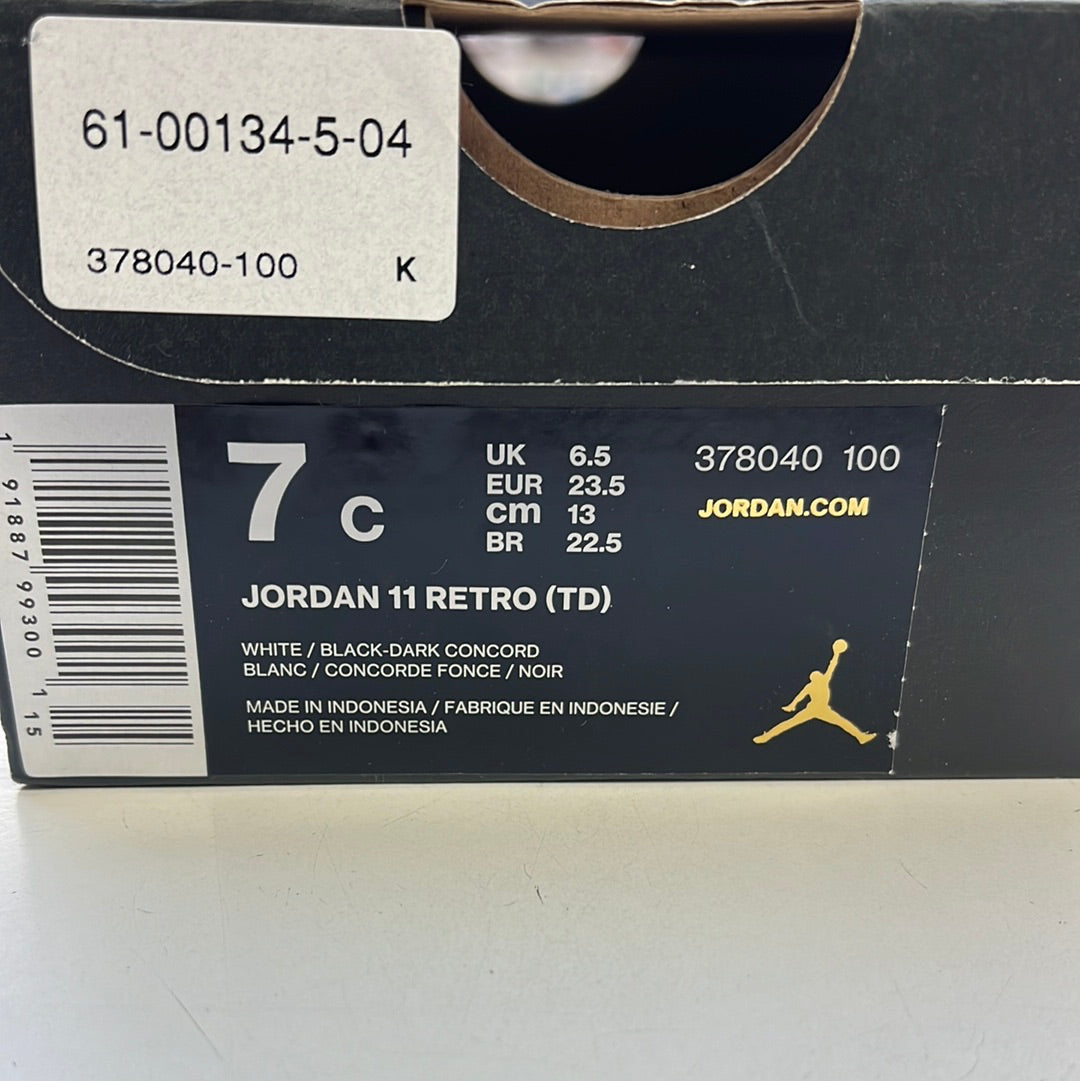 61-00134-5-04
378040-100 K
7 C
UK 6.5
EUR 23.5
cm 13
BR 22.5
378040 100
JORDAN.COM
JORDAN 11 RETRO (TD)
WHITE / BLACK-DARK CONCORD
BLANC / CONCORDE FONCE / NOIR
MADE IN INDONESIA / FABRIQUE EN INDONESIE /
HECHO EN INDONESIA
1 91887 99300 1 15